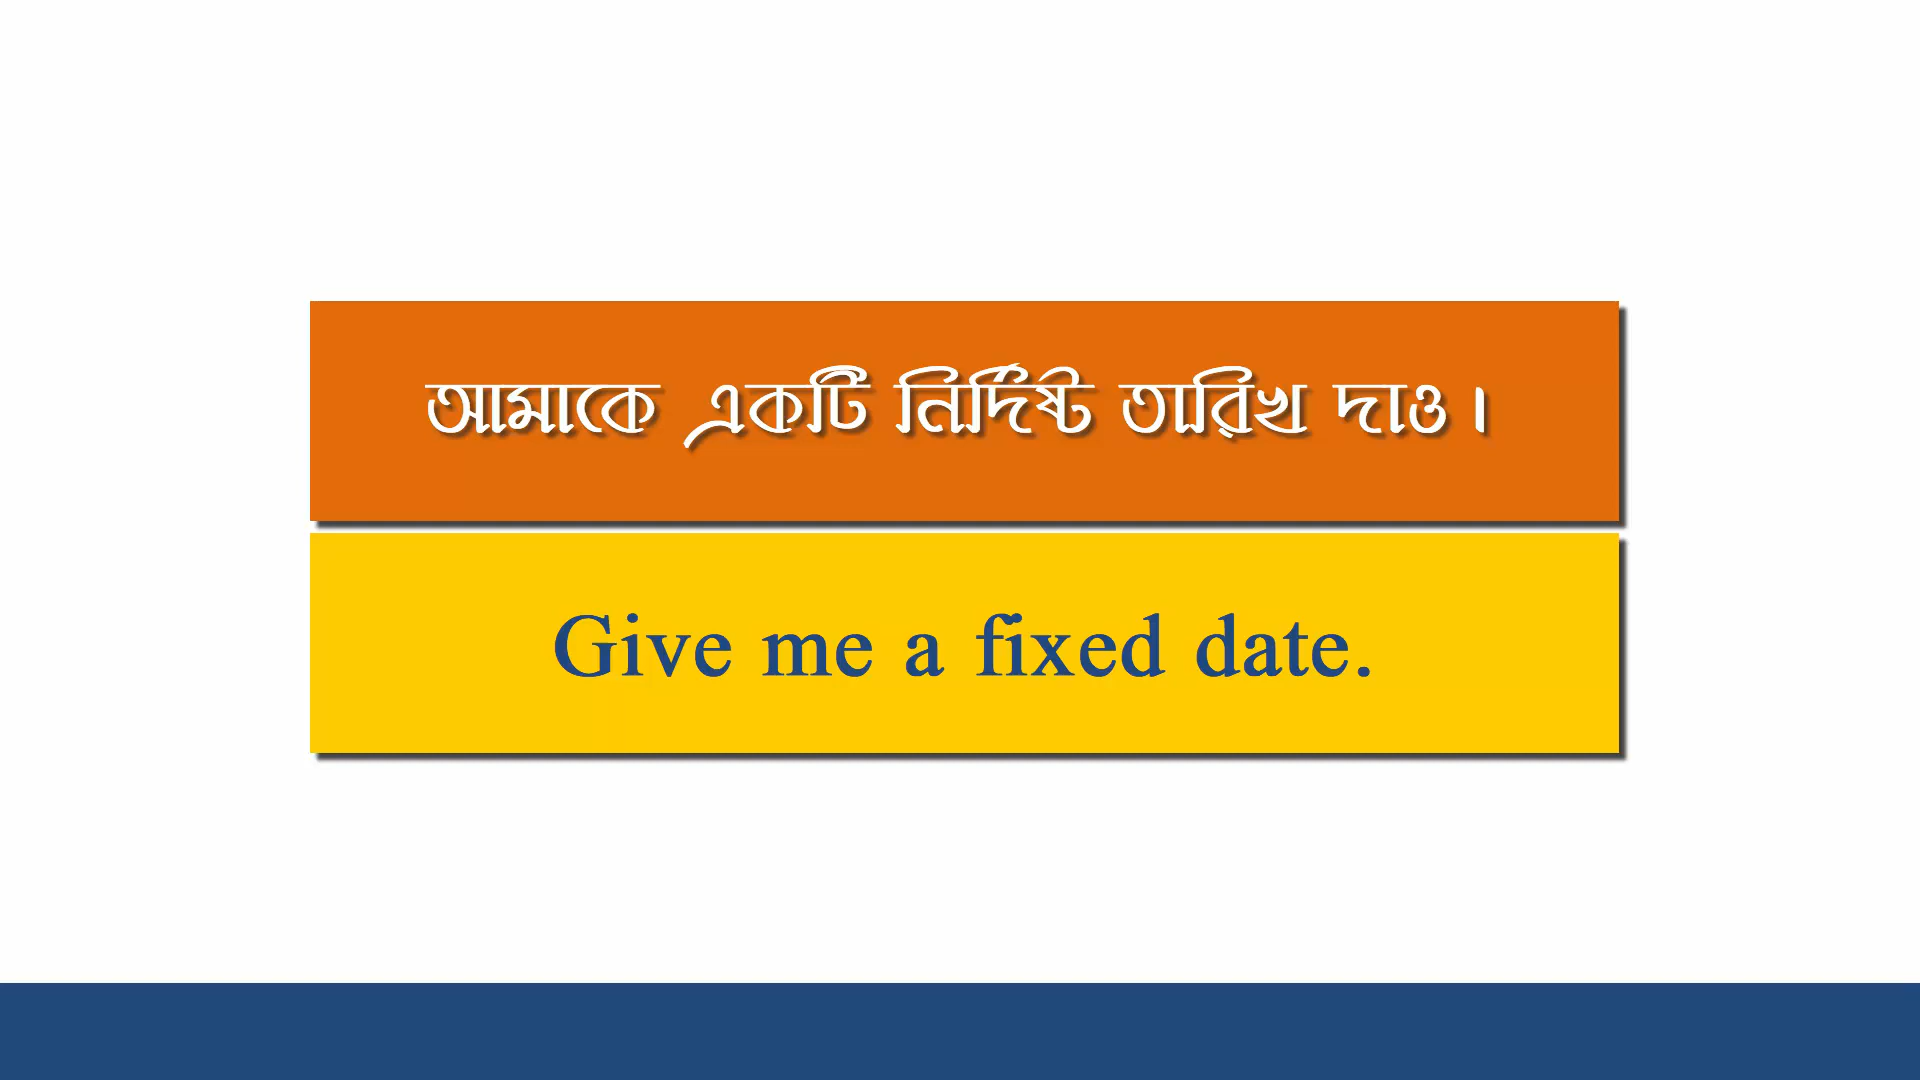 আমাকে একটি নির্দিষ্ট তারিখ দাও।
Give me a fixed date.